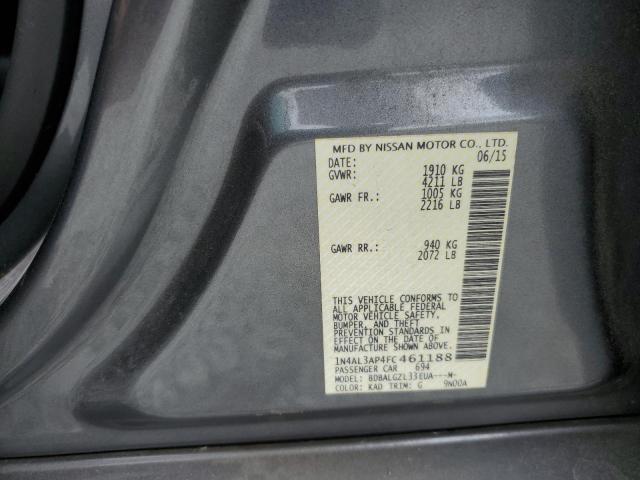 MFD BY NISSAN MOTOR CO., LTD.
DATE: 06/15
GVWR: 1910 KG
4211 LB
GAWR FR.: 1005 KG
2216 LB
GAWR RR.: 940 KG
2072 LB
THIS VEHICLE CONFORMS TO
ALL APPLICABLE FEDERAL
MOTOR VEHICLE SAFETY,
BUMPER, AND THEFT
PREVENTION STANDARDS
IN EFFECT ON THE DATE OF
MANUFACTURE SHOWN ABOVE.
1N4AL3AP4FC461188
PASSENGER CAR 694
MODEL: BDBALGZL33EUA---M-
COLOR: KAD TRIM: G 9N00A